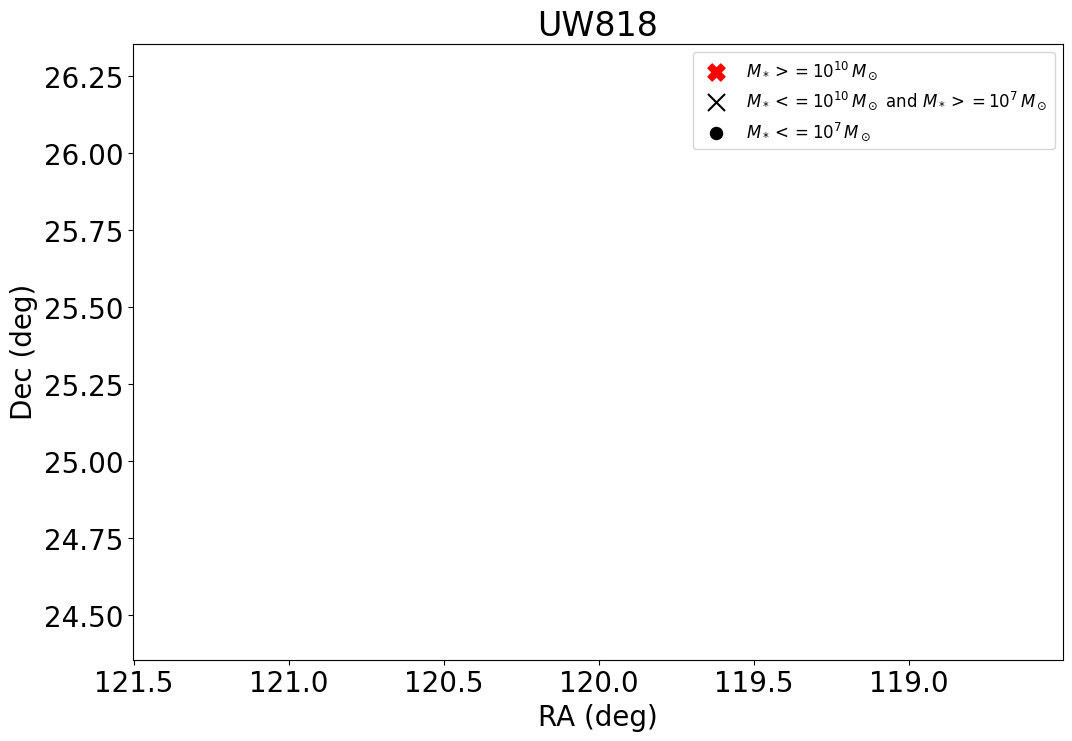 UW818
M* >= 10^10 M⊙
M* <= 10^10 M⊙ and M* >= 10^7 M⊙
M* <= 10^7 M⊙
26.25
26.00
25.75
25.50
25.25
25.00
24.75
24.50
Dec (deg)
121.5 121.0 120.5 120.0 119.5 119.0
RA (deg)